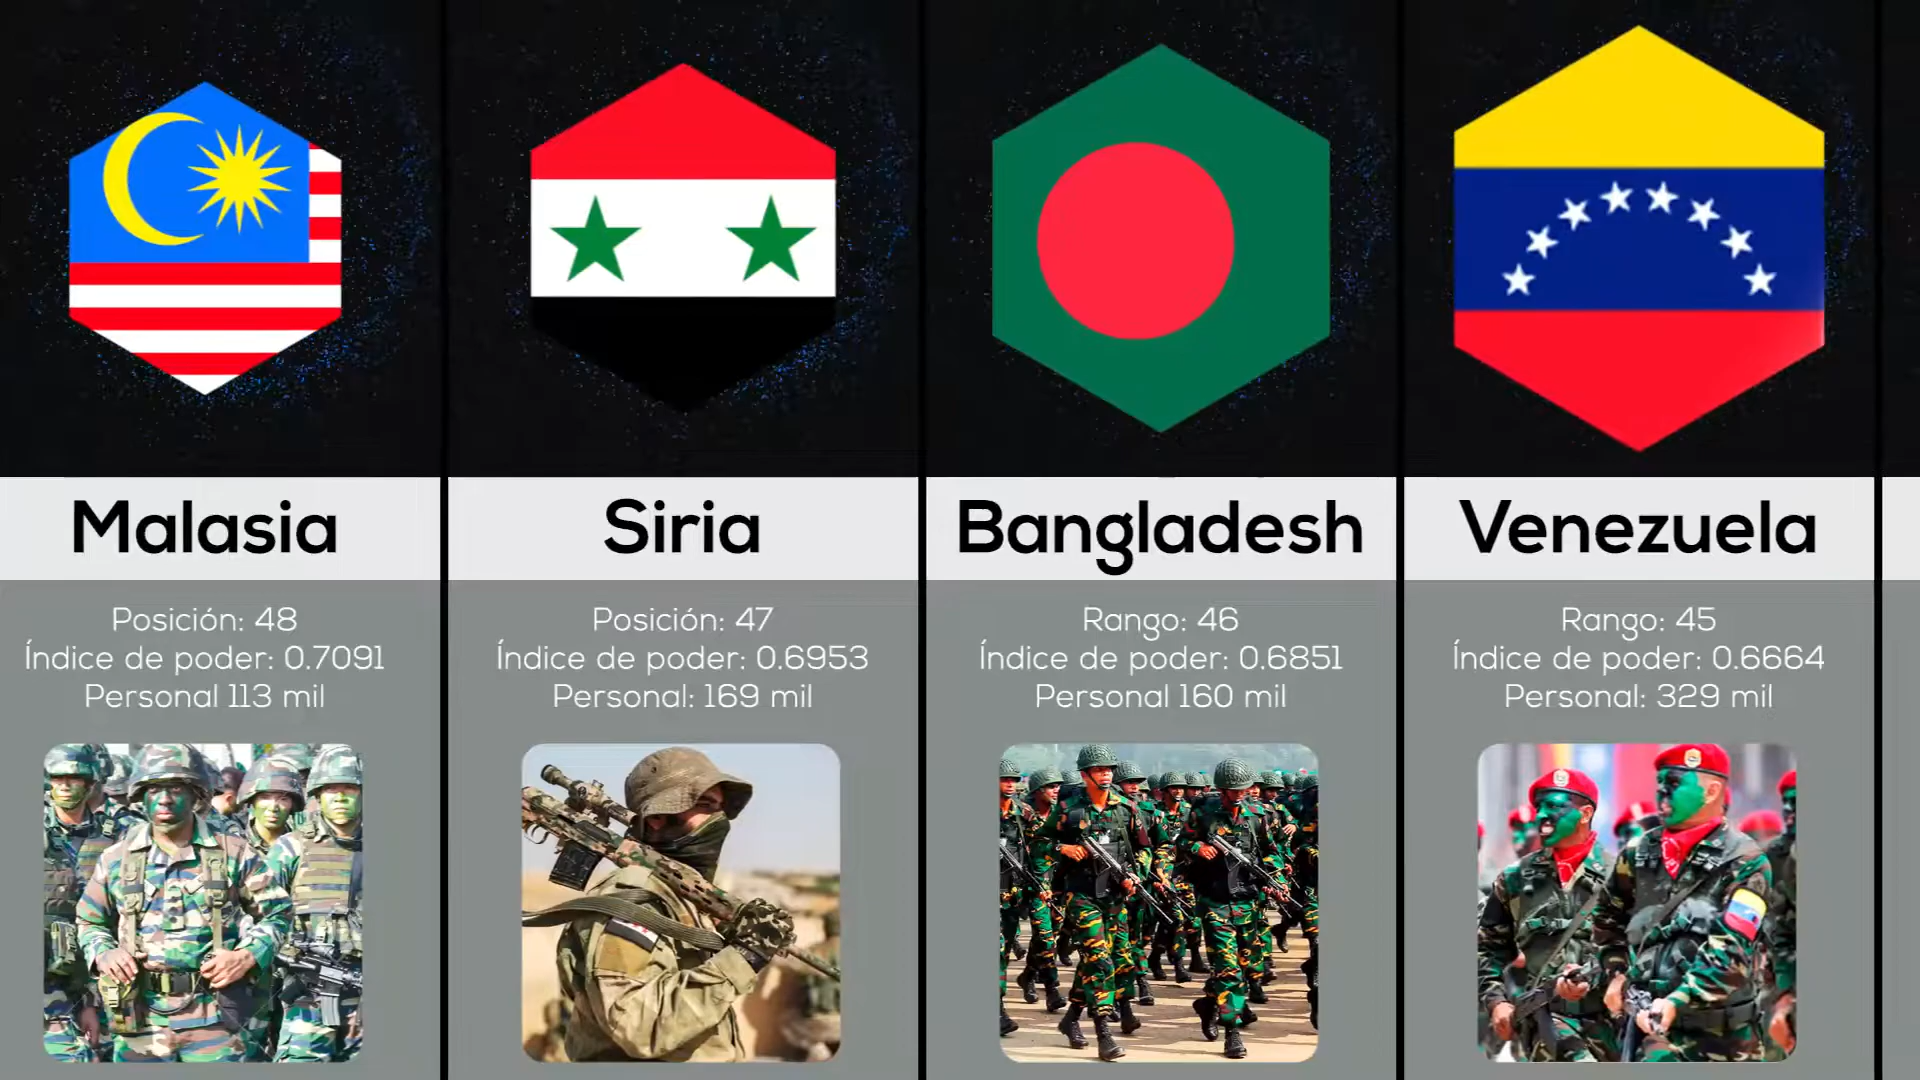 Malasia
Posición: 48
Índice de poder: 0.7091
Personal 113 mil
Siria
Posición: 47
Índice de poder: 0.6953
Personal: 169 mil
Bangladesh
Rango: 46
Índice de poder: 0.6851
Personal 160 mil
Venezuela
Rango: 45
Índice de poder: 0.6664
Personal: 329 mil